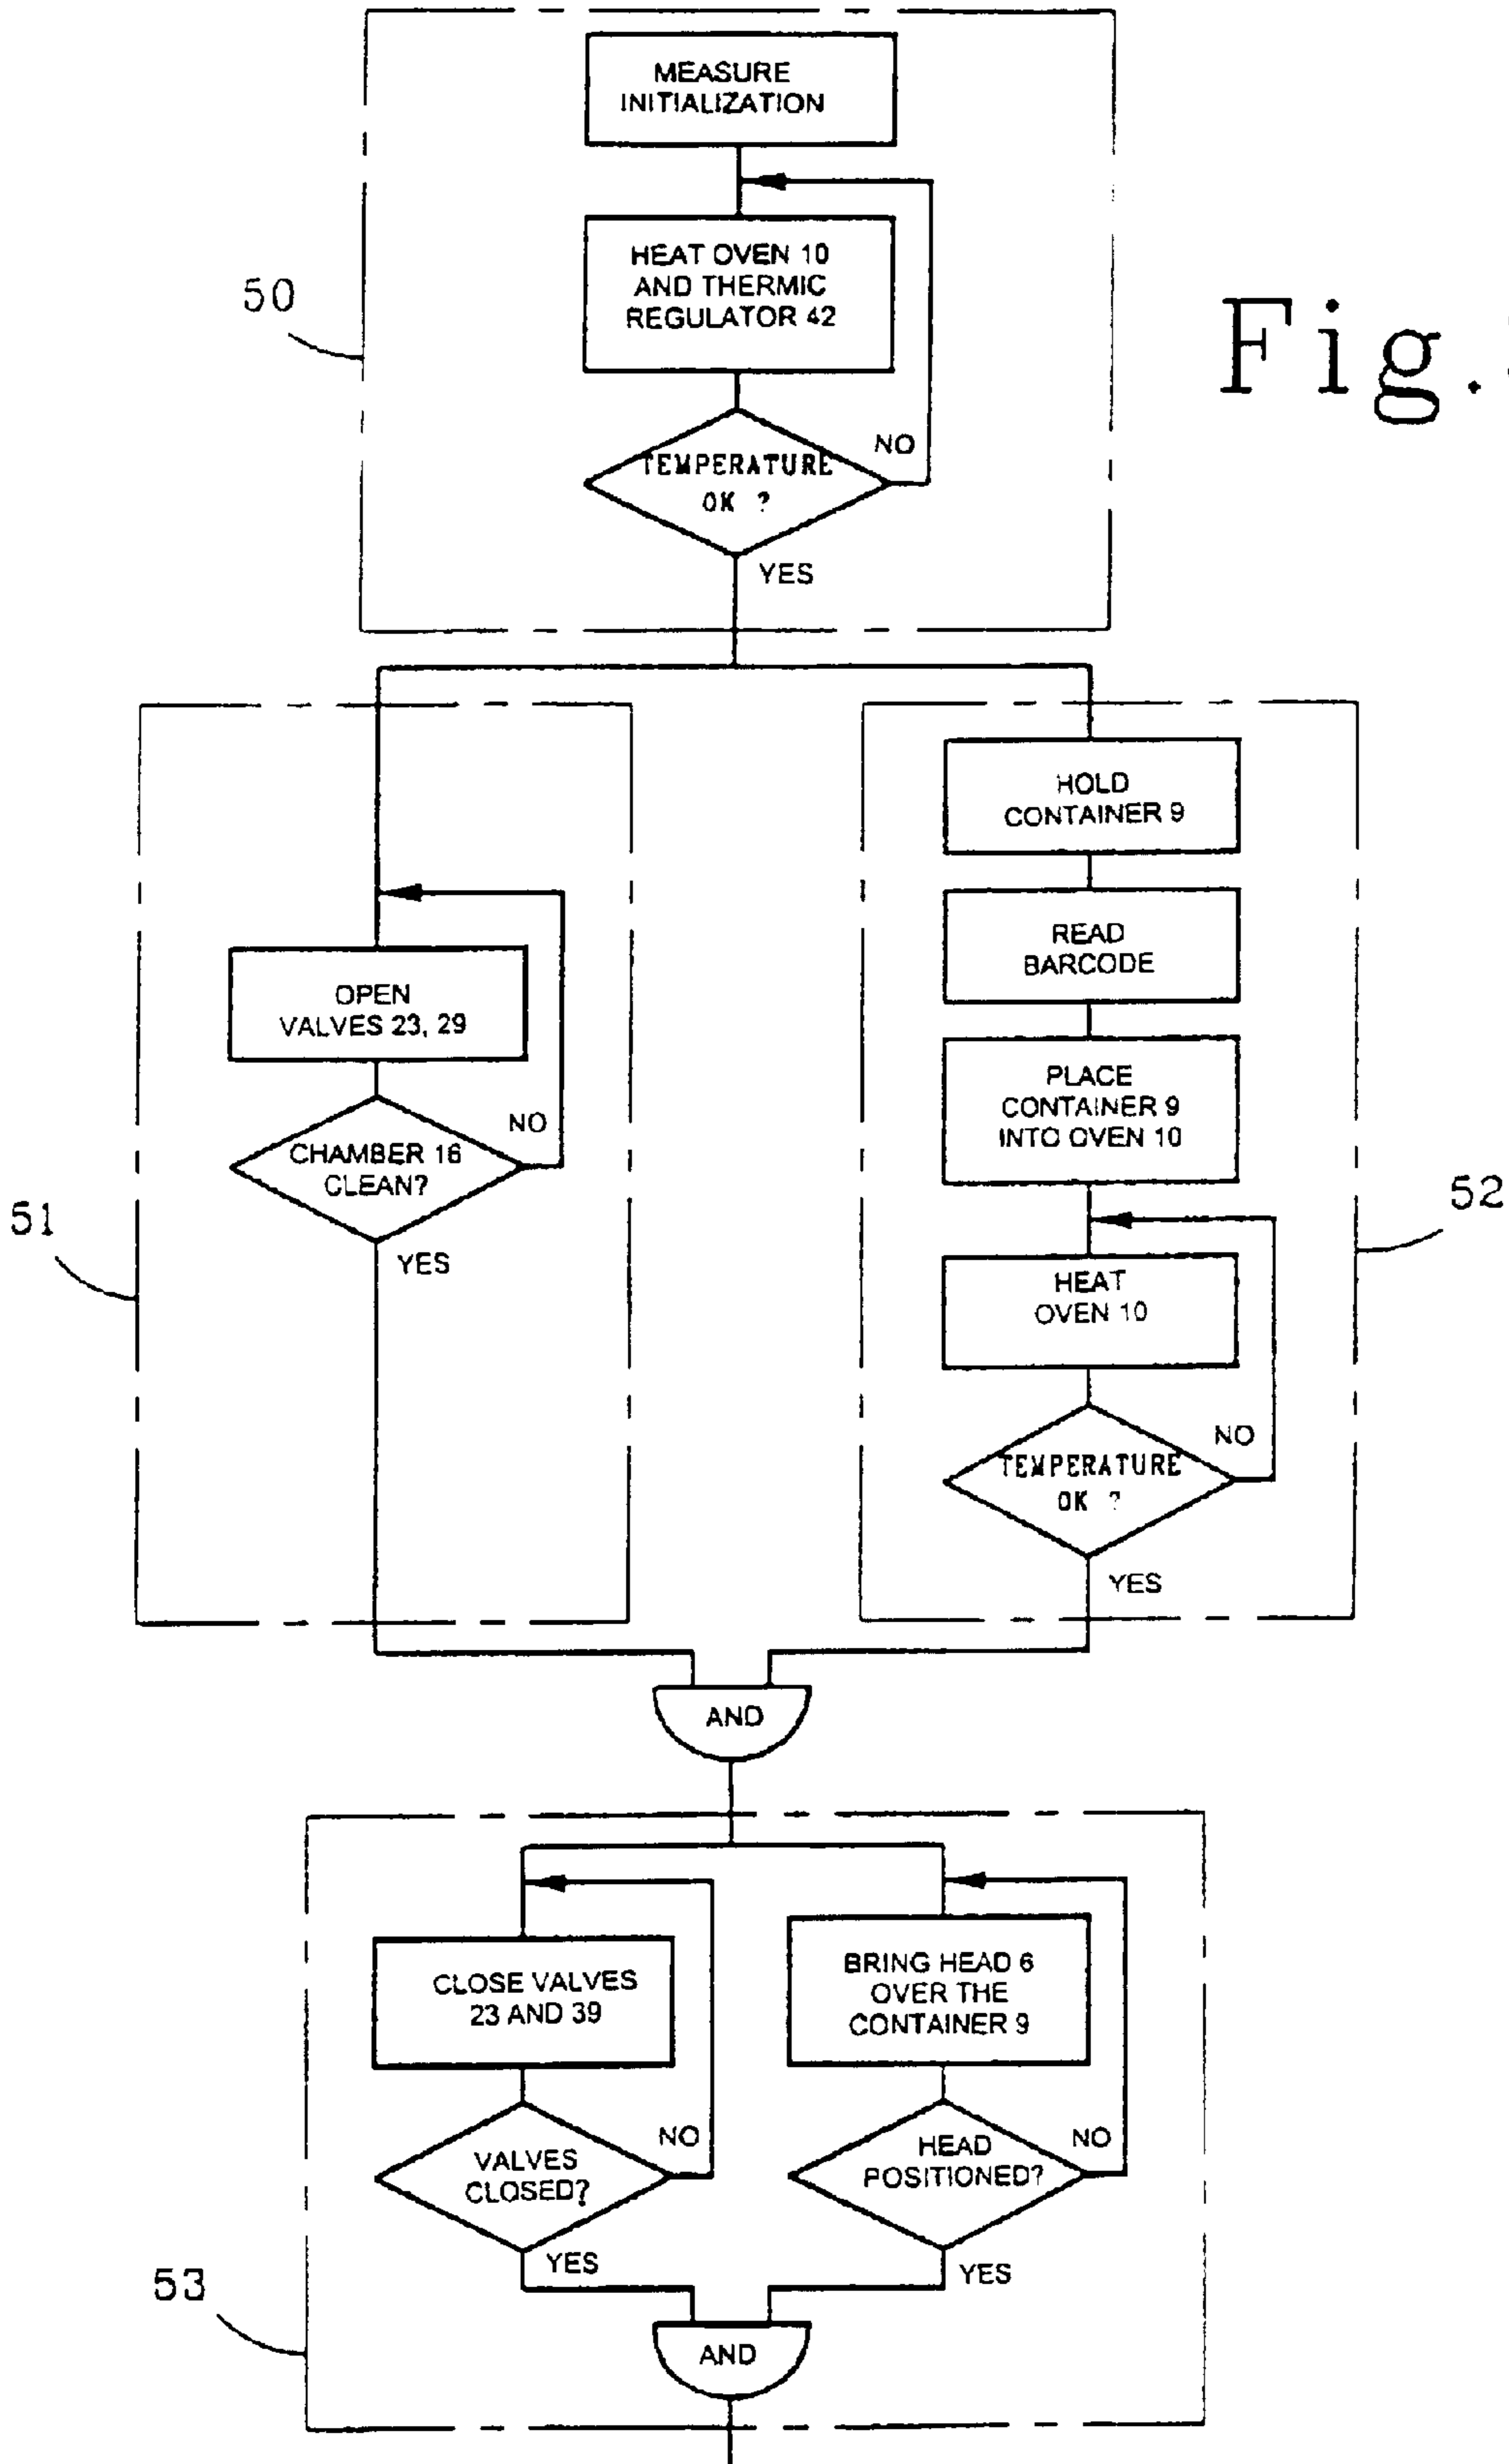 MEASURE
INITIALIZATION
HEAT OVEN 10
AND THERMIC
REGULATOR 42
50
Fig.
TEMPERATURE
OK ?
NO
YES
HOLD
CONTAINER 9
READ
BARCODE
OPEN
VALVES 23, 29
PLACE
CONTAINER 9
INTO OVEN 10
NO
CHAMBER 16
CLEAN?
51
52
YES
HEAT
OVEN 10
NO
TEMPERATURE
OK ?
YES
AND
CLOSE VALVES
23 AND 39
BRING HEAD 6
OVER THE
CONTAINER 9
NO
VALVES
CLOSED?
NO
HEAD
POSITIONED?
YES
YES
53
AND